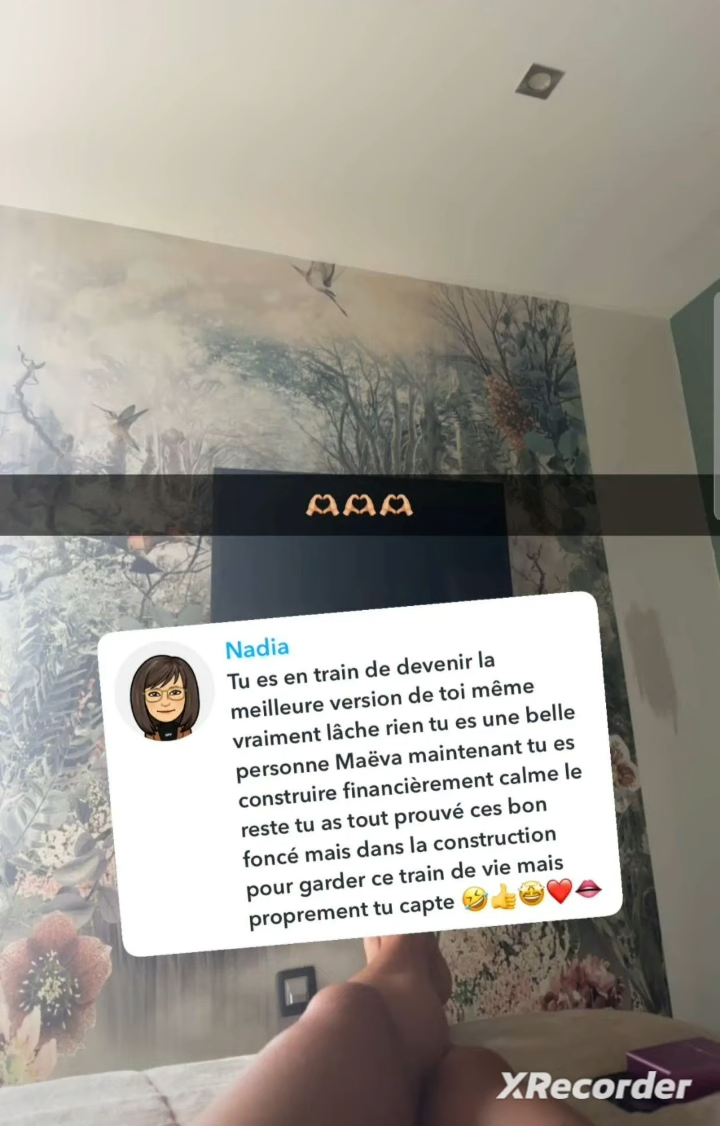 🫶🏼🫶🏼🫶🏼
Nadia
Tu es en train de devenir la
meilleure version de toi même
vraiment lâche rien tu es une belle
personne Maëva maintenant tu es
construire financièrement calme le
reste tu as tout prouvé ces bon
foncé mais dans la construction
pour garder ce train de vie mais
proprement tu capte 🤣👍🤩❤️🫦
XRecorder